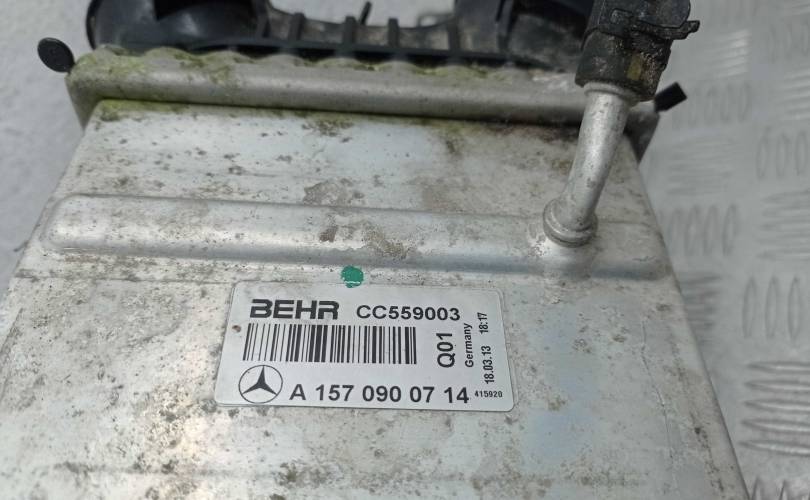 BEHR CC559003
Q01
Germany
18.03.13 18:17
A 157 090 07 14
415920